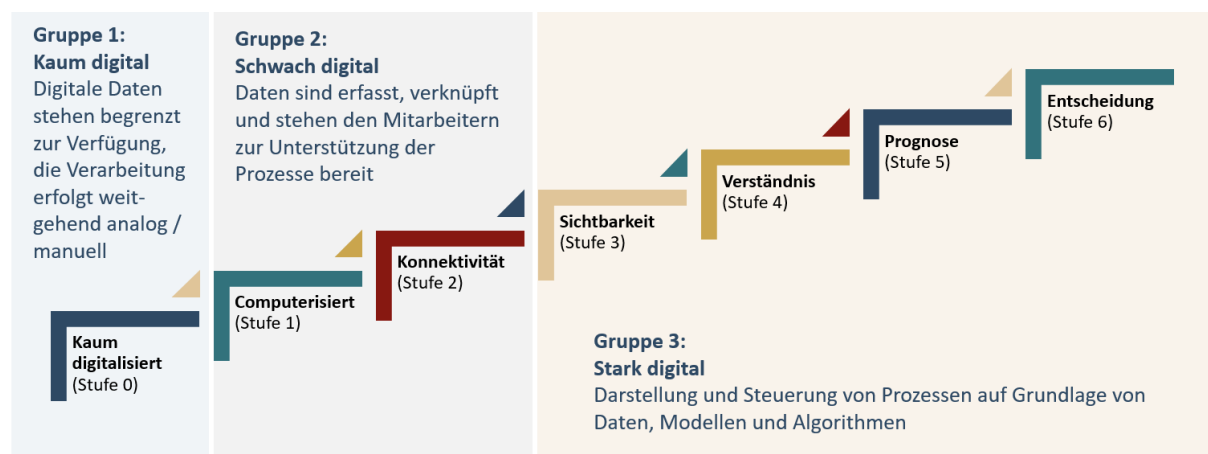 Gruppe 1:
Kaum digital
Digitale Daten
stehen begrenzt
zur Verfügung,
die Verarbeitung
erfolgt weit-
gehend analog /
manuell
Kaum
digitalisiert
(Stufe 0)
Gruppe 2:
Schwach digital
Daten sind erfasst, verknüpft
und stehen den Mitarbeitern
zur Unterstützung der
Prozesse bereit
Computerisiert
(Stufe 1)
Konnektivität
(Stufe 2)
Sichtbarkeit
(Stufe 3)
Verständnis
(Stufe 4)
Prognose
(Stufe 5)
Entscheidung
(Stufe 6)
Gruppe 3:
Stark digital
Darstellung und Steuerung von Prozessen auf Grundlage von
Daten, Modellen und Algorithmen